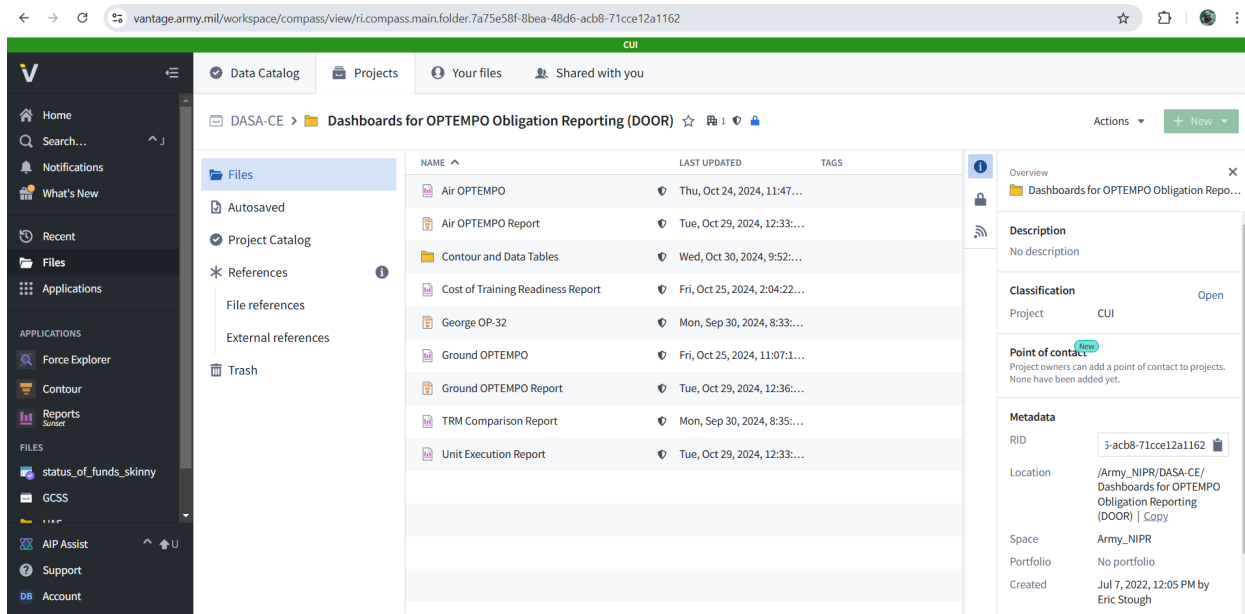 vantage.army.mil/workspace/compass/view/ri.compass.main.folder.7a75e58f-8bea-48d6-acb8-71cce12a1162
CUI
Data Catalog
Projects
Your files
Shared with you
Home
Search... ^ J
Notifications
What's New
Recent
Files
Applications
APPLICATIONS
Force Explorer
Contour
Reports
Sunset
FILES
status_of_funds_skinny
GCSS
UAS
AIP Assist ^ U
Support
DB Account
DASA-CE > Dashboards for OPTEMPO Obligation Reporting (DOOR) 1
Actions
+ New
Files
Autosaved
Project Catalog
References
File references
External references
Trash
NAME LAST UPDATED TAGS
Air OPTEMPO Thu, Oct 24, 2024, 11:47...
Air OPTEMPO Report Tue, Oct 29, 2024, 12:33:...
Contour and Data Tables Wed, Oct 30, 2024, 9:52:...
Cost of Training Readiness Report Fri, Oct 25, 2024, 2:04:22...
George OP-32 Mon, Sep 30, 2024, 8:33:...
Ground OPTEMPO Fri, Oct 25, 2024, 11:07:1...
Ground OPTEMPO Report Tue, Oct 29, 2024, 12:36:...
TRM Comparison Report Mon, Sep 30, 2024, 8:35:...
Unit Execution Report Tue, Oct 29, 2024, 12:33:...
Overview
Dashboards for OPTEMPO Obligation Repo...
Description
No description
Classification Open
Project CUI
Point of contact New
Project owners can add a point of contact to projects.
None have been added yet.
Metadata
RID 5-acb8-71cce12a1162
Location /Army_NIPR/DASA-CE/
Dashboards for OPTEMPO
Obligation Reporting
(DOOR) | Copy
Space Army_NIPR
Portfolio No portfolio
Created Jul 7, 2022, 12:05 PM by
Eric Stough